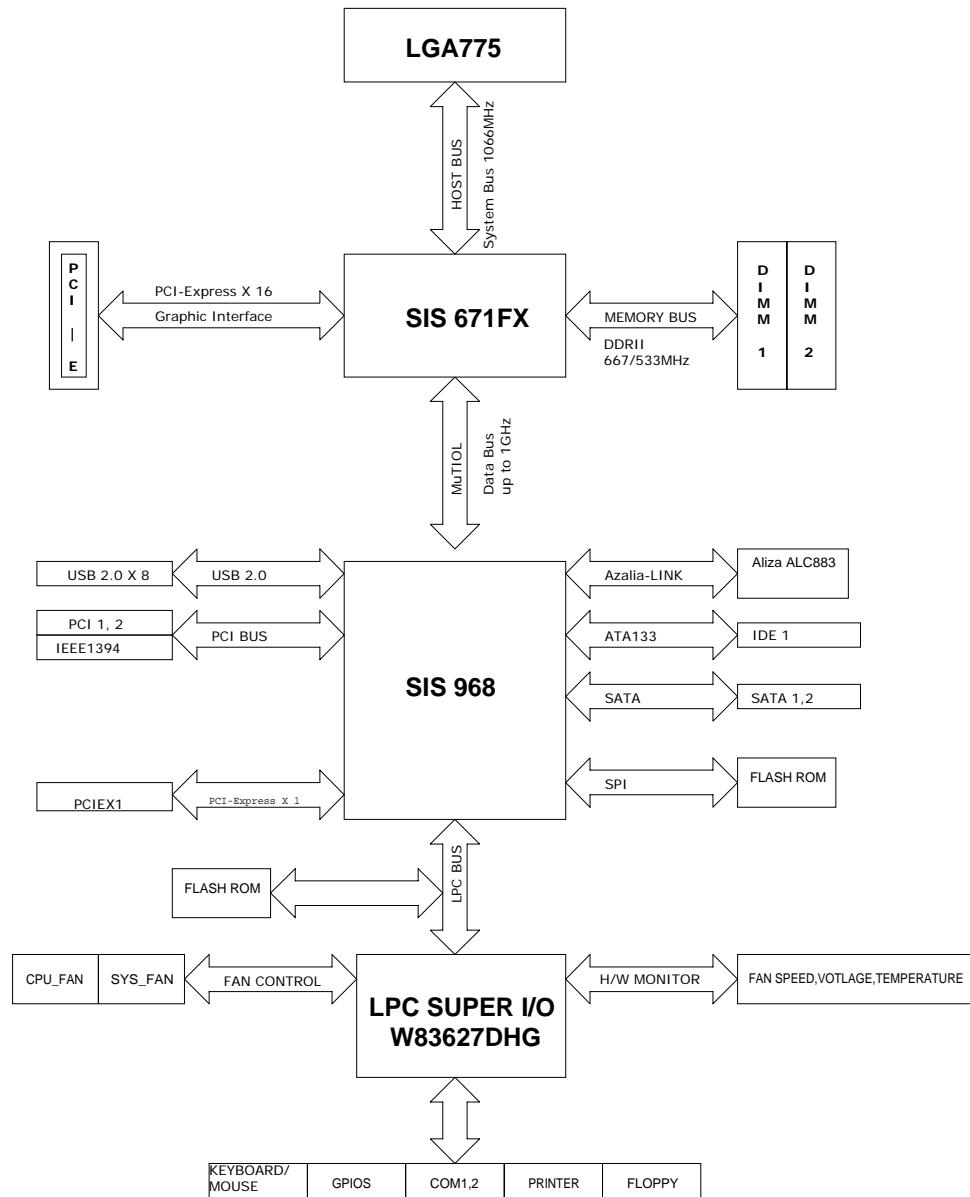 LGA775
HOST BUS
System Bus 1066MHz
PCI | E
PCI-Express X 16
Graphic Interface
SIS 671FX
MEMORY BUS
DDRII
667/533MHz
DIMM 1
DIMM 2
MuTIOL
Data Bus
up to 1GHz
USB 2.0 X 8
USB 2.0
PCI 1, 2
IEEE1394
PCI BUS
SIS 968
Azalia-LINK
Aliza ALC883
ATA133
IDE 1
SATA
SATA 1,2
PCIEX1
PCI-Express X 1
SPI
FLASH ROM
FLASH ROM
LPC BUS
CPU_FAN
SYS_FAN
FAN CONTROL
LPC SUPER I/O
W83627DHG
H/W MONITOR
FAN SPEED,VOTLAGE,TEMPERATURE
KEYBOARD/
MOUSE
GPIOS
COM1,2
PRINTER
FLOPPY